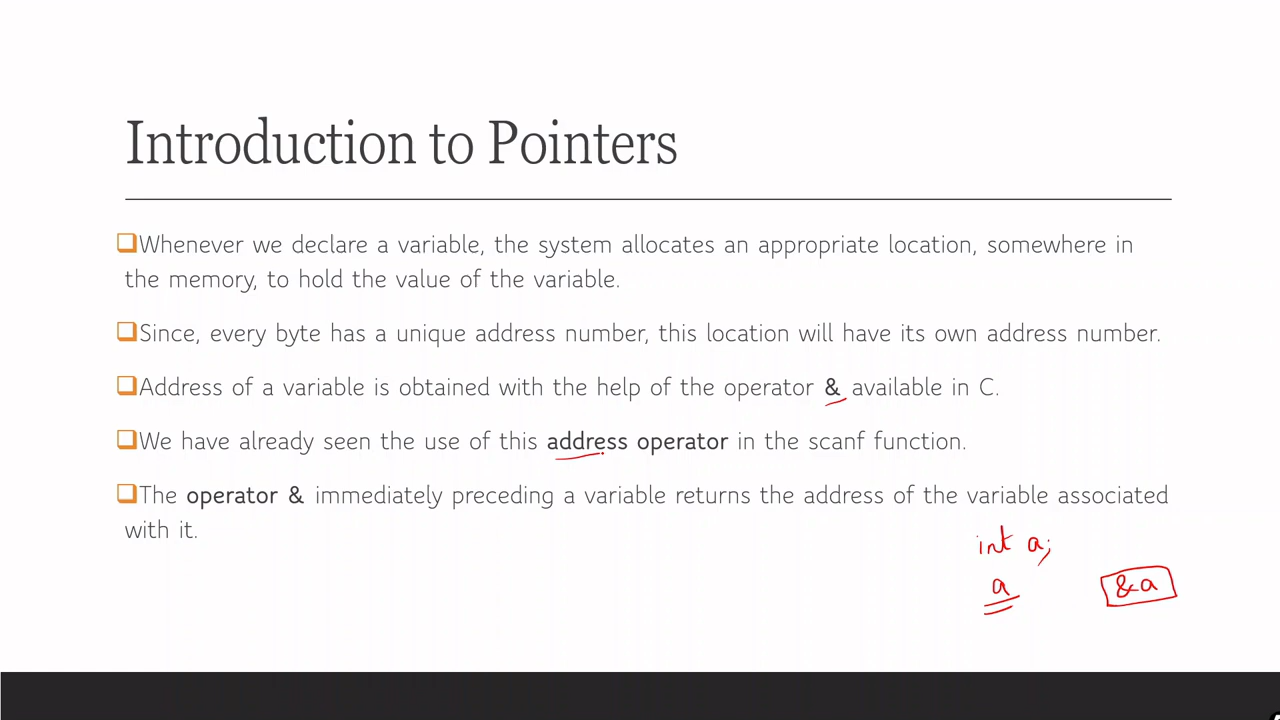 Introduction to Pointers
❑Whenever we declare a variable, the system allocates an appropriate location, somewhere in
the memory, to hold the value of the variable.
❑Since, every byte has a unique address number, this location will have its own address number.
❑Address of a variable is obtained with the help of the operator & available in C.
❑We have already seen the use of this address operator in the scanf function.
❑The operator & immediately preceding a variable returns the address of the variable associated
with it.
int a;
a &a